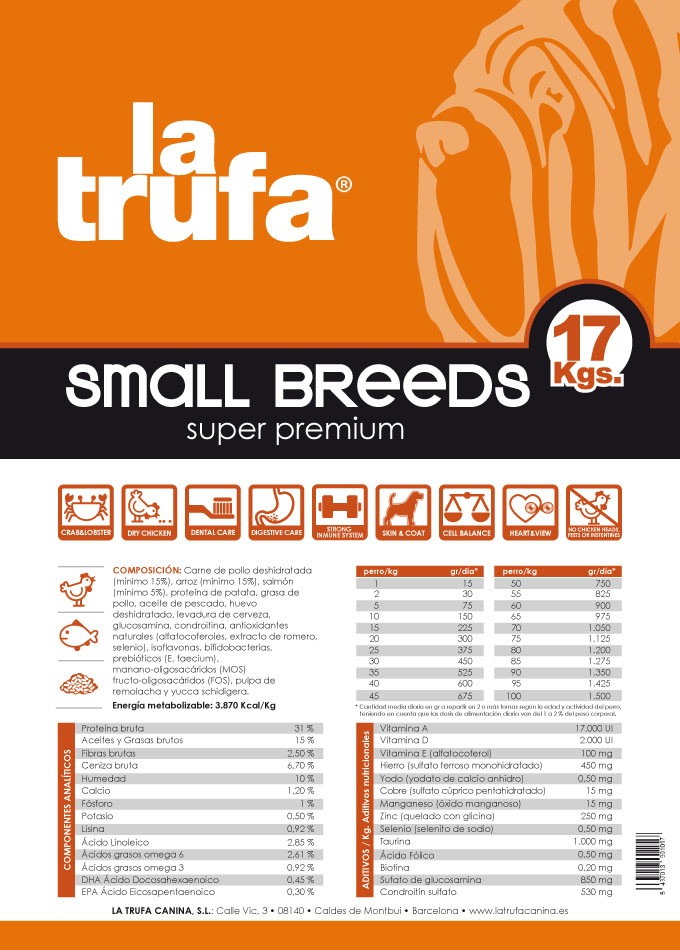 la
trufa®
17
Kgs.
SMALL BREEDS
super premium
CRAB&LOBSTER
DRY CHICKEN
DENTAL CARE
DIGESTIVE CARE
STRONG
INMUNE SYSTEM
SKIN & COAT
CELL BALANCE
HEART&VIEW
NO CHICKEN HEADS,
FEETS OR INSTENTINES
COMPOSICIÓN: Carne de pollo deshidratada
(mínimo 15%), arroz (mínimo 15%), salmón
(mínimo 5%), proteína de patata, grasa de
pollo, aceite de pescado, huevo
deshidratado, levadura de cerveza,
glucosamina, condroitina, antioxidantes
naturales (alfatocoferoles, extracto de romero,
selenio), isoflavonas, bifidobacterias,
prebióticos (E. faecium),
manano-oligosacáridos (MOS)
fructo-oligosacáridos (FOS), pulpa de
remolacha y yucca schidigera.
Energía metabolizable: 3.870 Kcal/Kg
perro/kg gr/día*
1 15
2 30
5 75
10 150
15 225
20 300
25 375
30 450
35 525
40 600
45 675
perro/kg gr/día*
50 750
55 825
60 900
65 975
70 1.050
75 1.125
80 1.200
85 1.275
90 1.350
95 1.425
100 1.500
* Cantidad media diaria en gr a repartir en 2 o más tomas según la edad y actividad del perro,
teniendo en cuenta que las dosis de alimentación diaria van del 1 a 2% del peso corporal.
COMPONENTES ANALÍTICOS
Proteína bruta 31 %
Aceites y Grasas brutos 15 %
Fibras brutas 2,50 %
Ceniza bruta 6,70 %
Humedad 10 %
Calcio 1,20 %
Fósforo 1 %
Potasio 0,50 %
Lisina 0,92 %
Ácido Linoleico 2,85 %
Ácidos grasos omega 6 2,61 %
Ácidos grasos omega 3 0,92 %
DHA Ácido Docosahexaenoico 0,45 %
EPA Ácido Eicosapentaenoico 0,30 %
ADITIVOS / Kg. Aditivos nutricionales
Vitamina A 17.000 UI
Vitamina D 2.000 UI
Vitamina E (alfatocoferol) 100 mg
Hierro (sulfato ferroso monohidratado) 450 mg
Yodo (yodato de calcio anhidro) 0,50 mg
Cobre (sulfato cúprico pentahidratado) 15 mg
Manganeso (óxido manganoso) 15 mg
Zinc (quelado con glicina) 250 mg
Selenio (selenito de sodio) 0,50 mg
Taurina 1.000 mg
Ácido Fólico 0,50 mg
Biotina 0,20 mg
Sufato de glucosamina 850 mg
Condroitín sulfato 530 mg
LA TRUFA CANINA, S.L.: Calle Vic, 3 • 08140 • Caldes de Montbui • Barcelona • www.latrufacanina.es